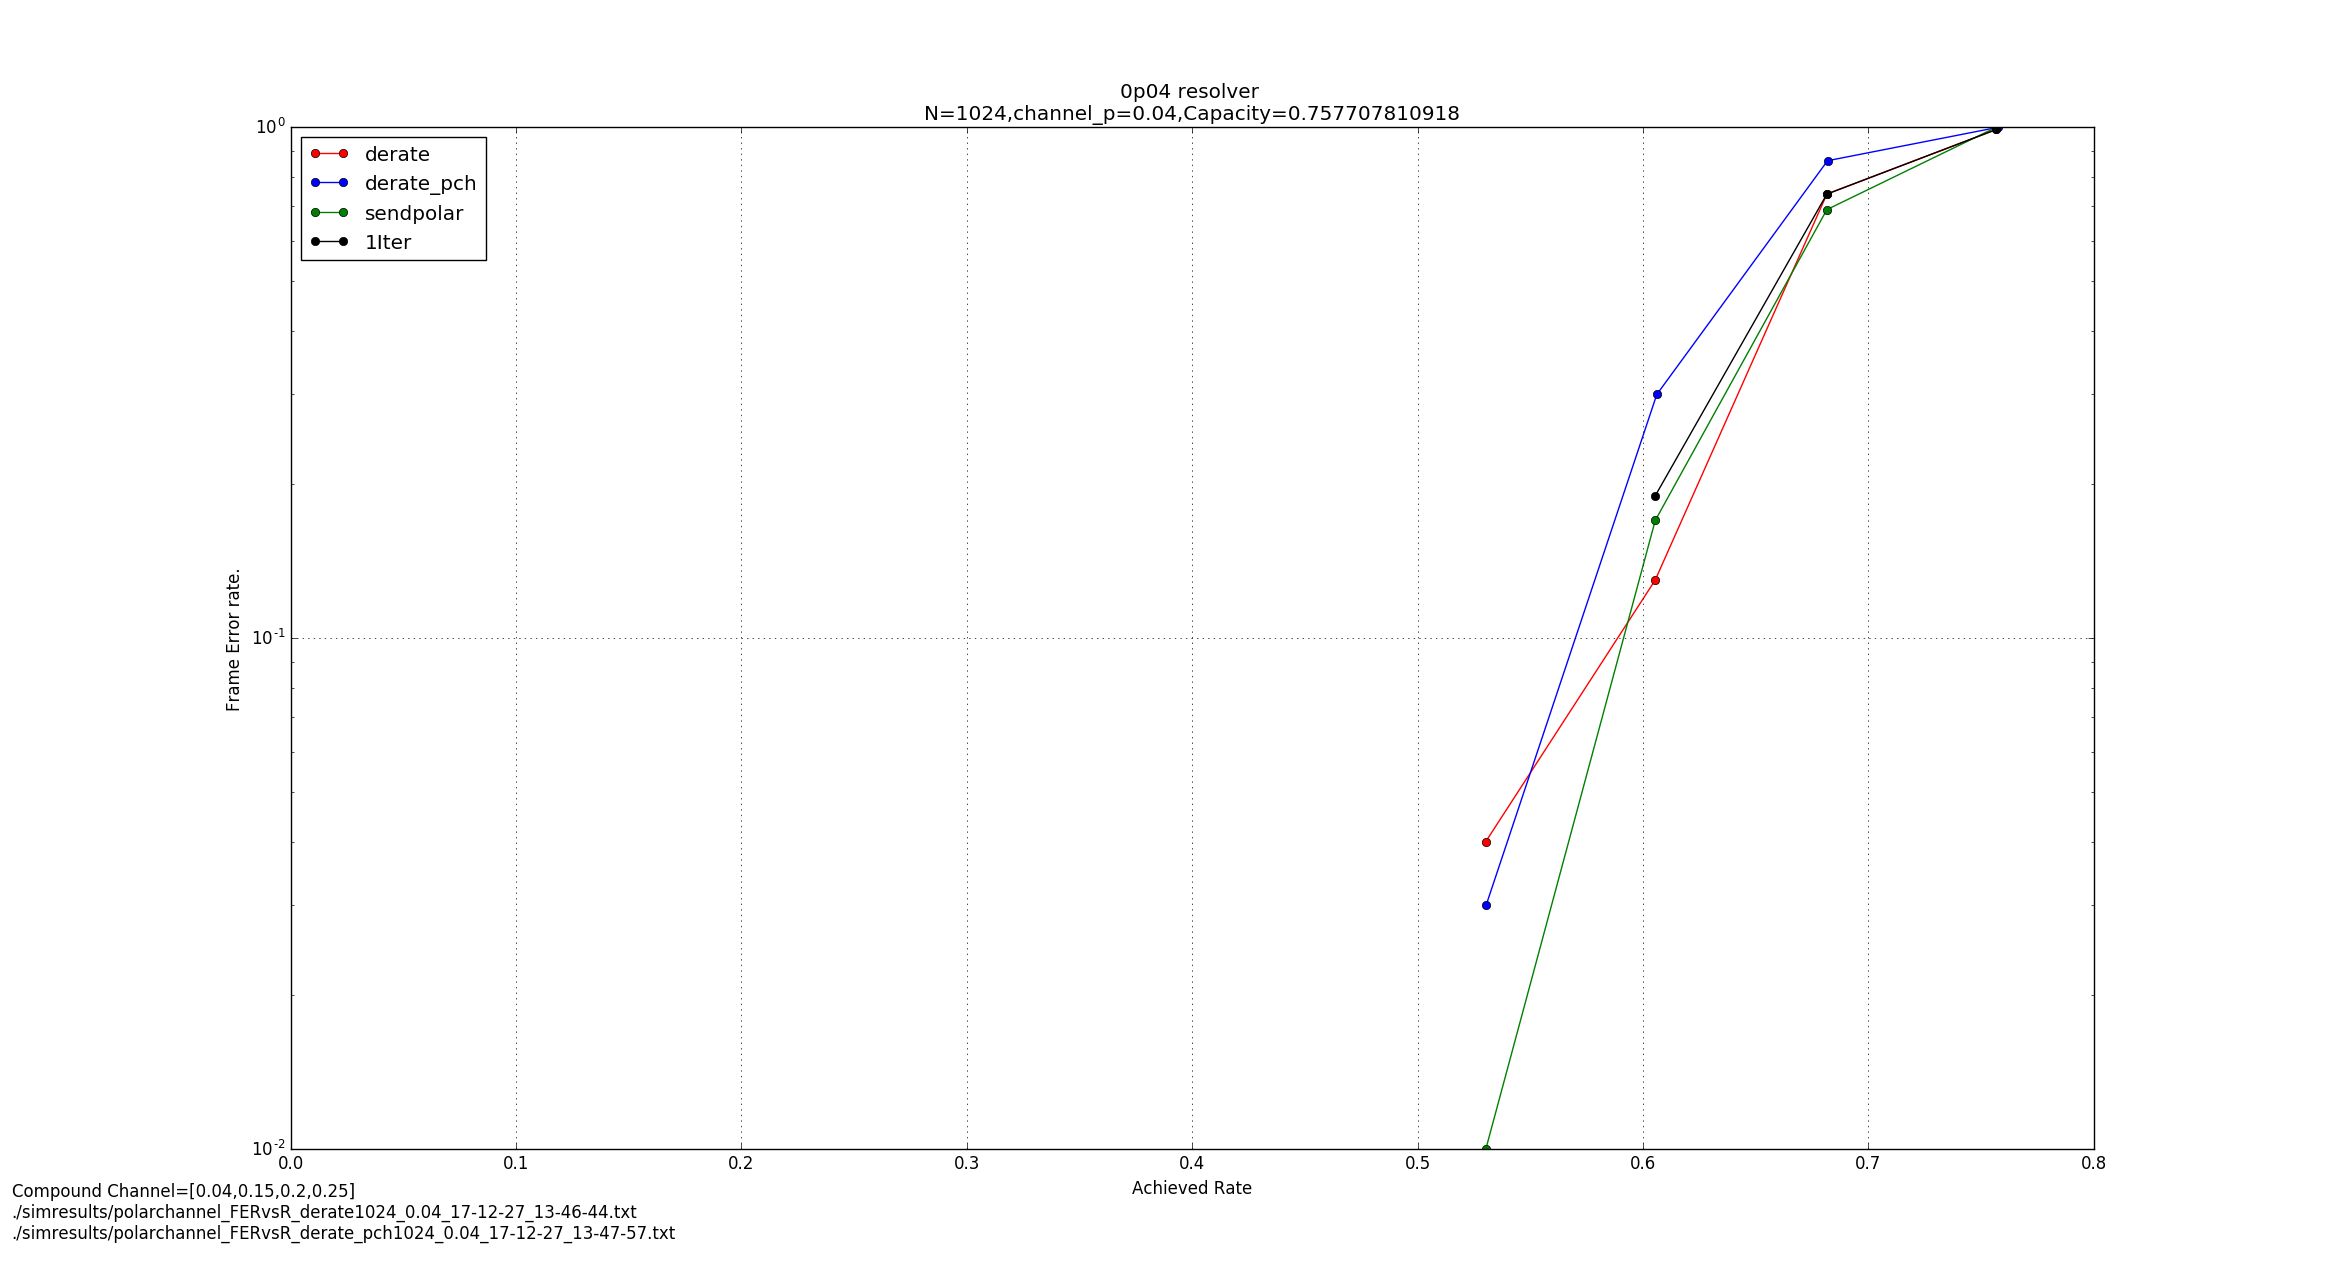 0p04 resolver
N=1024,channel_p=0.04,Capacity=0.757707810918
10^0
derate
derate_pch
sendpolar
1Iter
Frame Error rate.
10^-1
10^-2
0.0 0.1 0.2 0.3 0.4 0.5 0.6 0.7 0.8
Achieved Rate
Compound Channel=[0.04,0.15,0.2,0.25]
./simresults/polarchannel_FERvsR_derate1024_0.04_17-12-27_13-46-44.txt
./simresults/polarchannel_FERvsR_derate_pch1024_0.04_17-12-27_13-47-57.txt